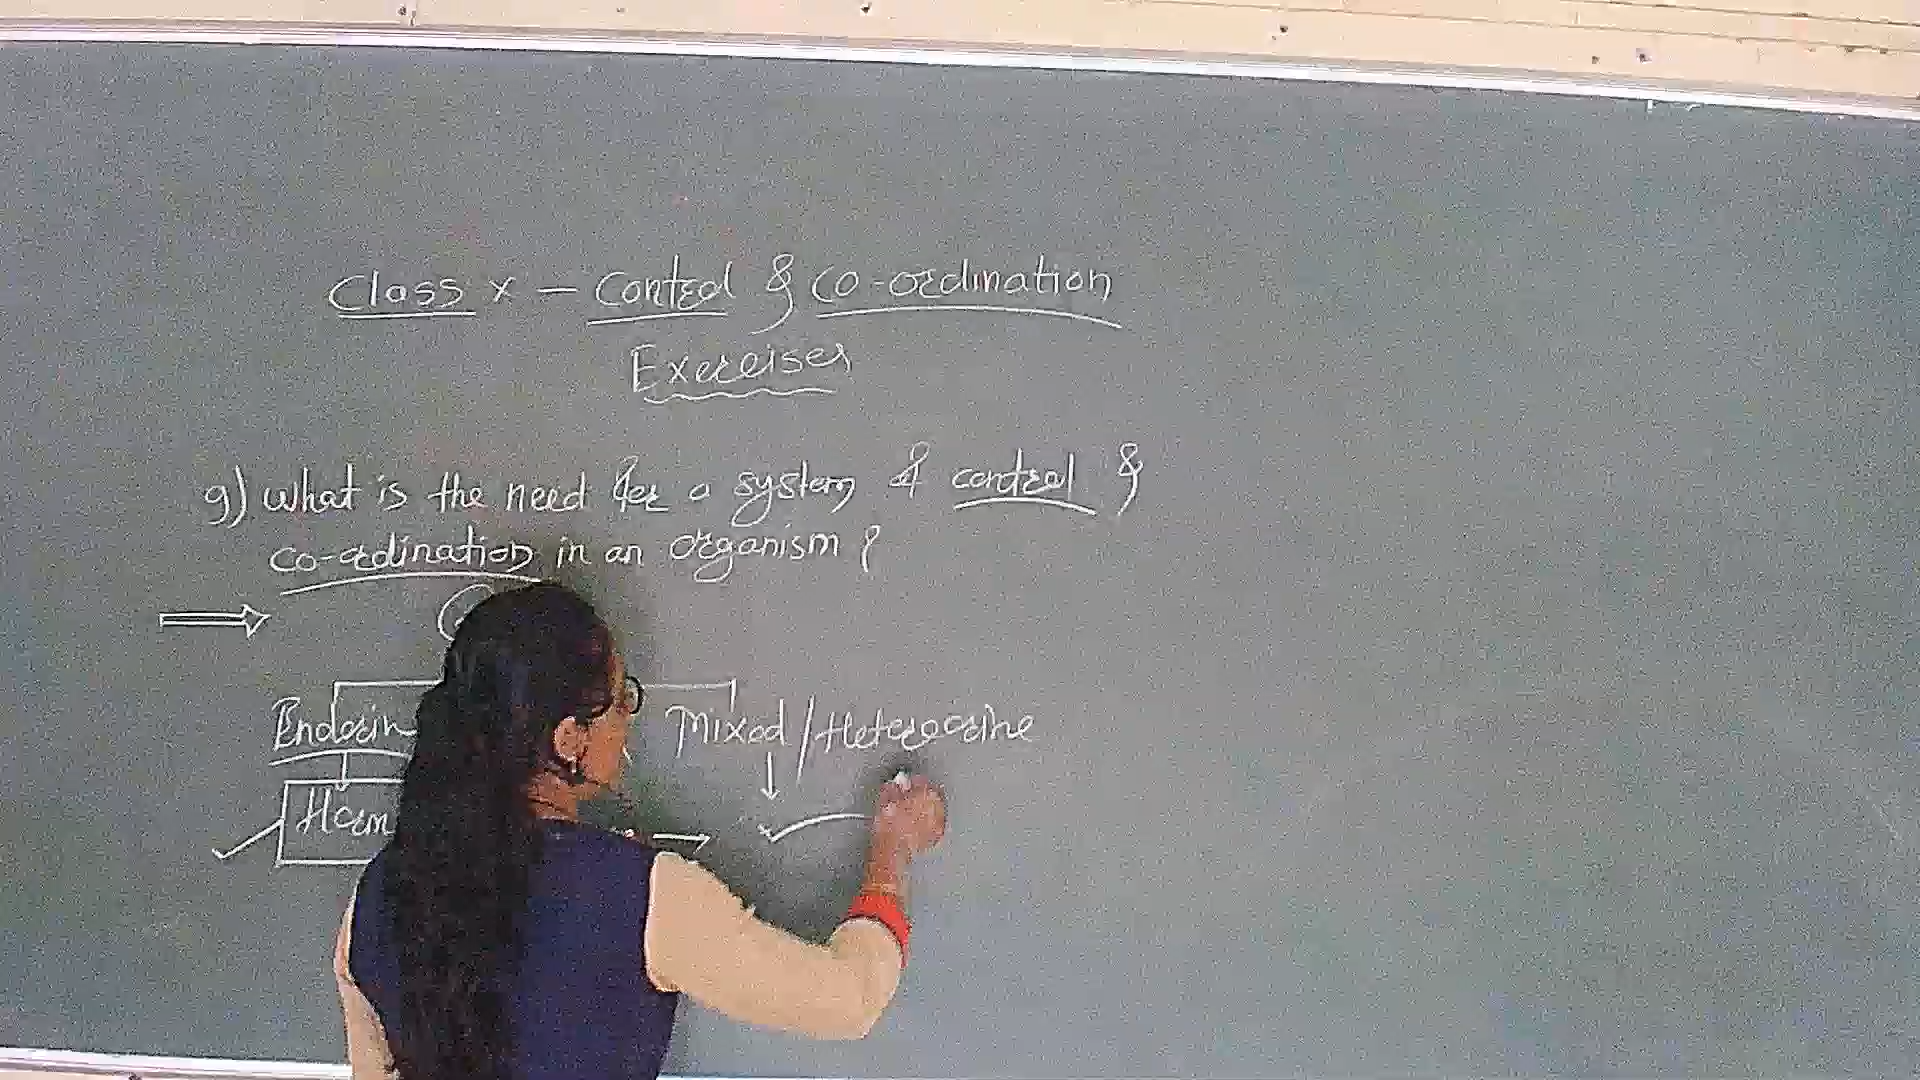 Class X – Control & Co-ordination
Exercises
9) What is the need for a system of control &
co-ordination in an organism?
Endocrin Mixed / Heterocrine
Horm